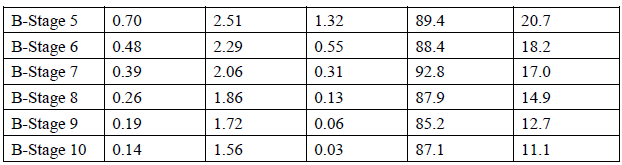 B-Stage 5 0.70 2.51 1.32 89.4 20.7
B-Stage 6 0.48 2.29 0.55 88.4 18.2
B-Stage 7 0.39 2.06 0.31 92.8 17.0
B-Stage 8 0.26 1.86 0.13 87.9 14.9
B-Stage 9 0.19 1.72 0.06 85.2 12.7
B-Stage 10 0.14 1.56 0.03 87.1 11.1